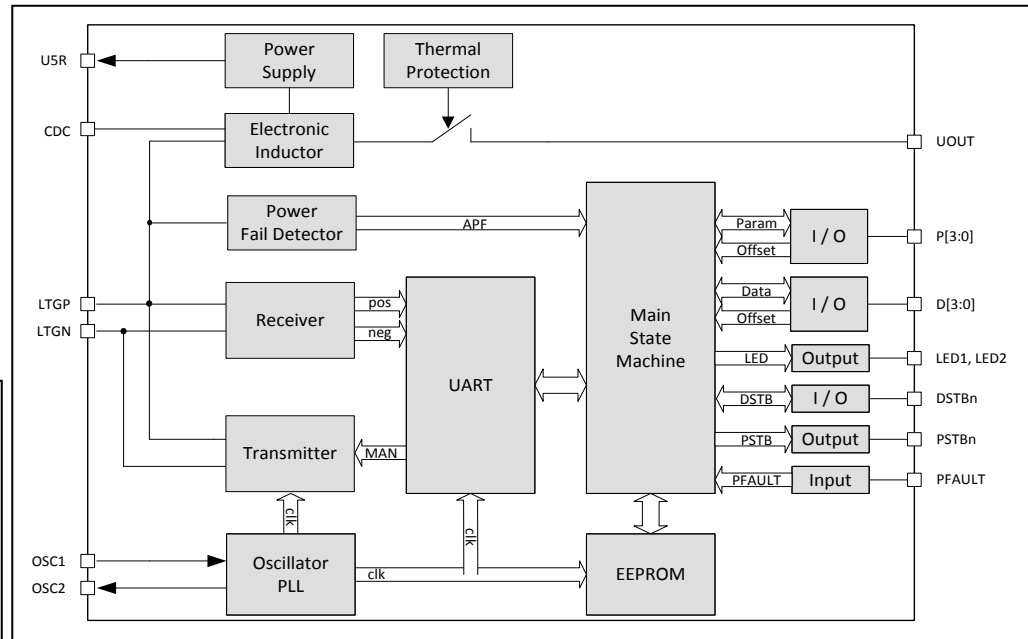 U5R
Power
Supply
Thermal
Protection
CDC
Electronic
Inductor
UOUT
Power
Fail Detector
APF
Param
Offset
I / O
P[3:0]
LTGP
LTGN
Receiver
pos
neg
UART
Main
State
Machine
Data
Offset
I / O
D[3:0]
LED
Output
LED1, LED2
DSTB
I / O
DSTBn
Transmitter
MAN
PSTB
Output
PSTBn
PFAULT
Input
PFAULT
clk
clk
OSC1
OSC2
Oscillator
PLL
clk
EEPROM